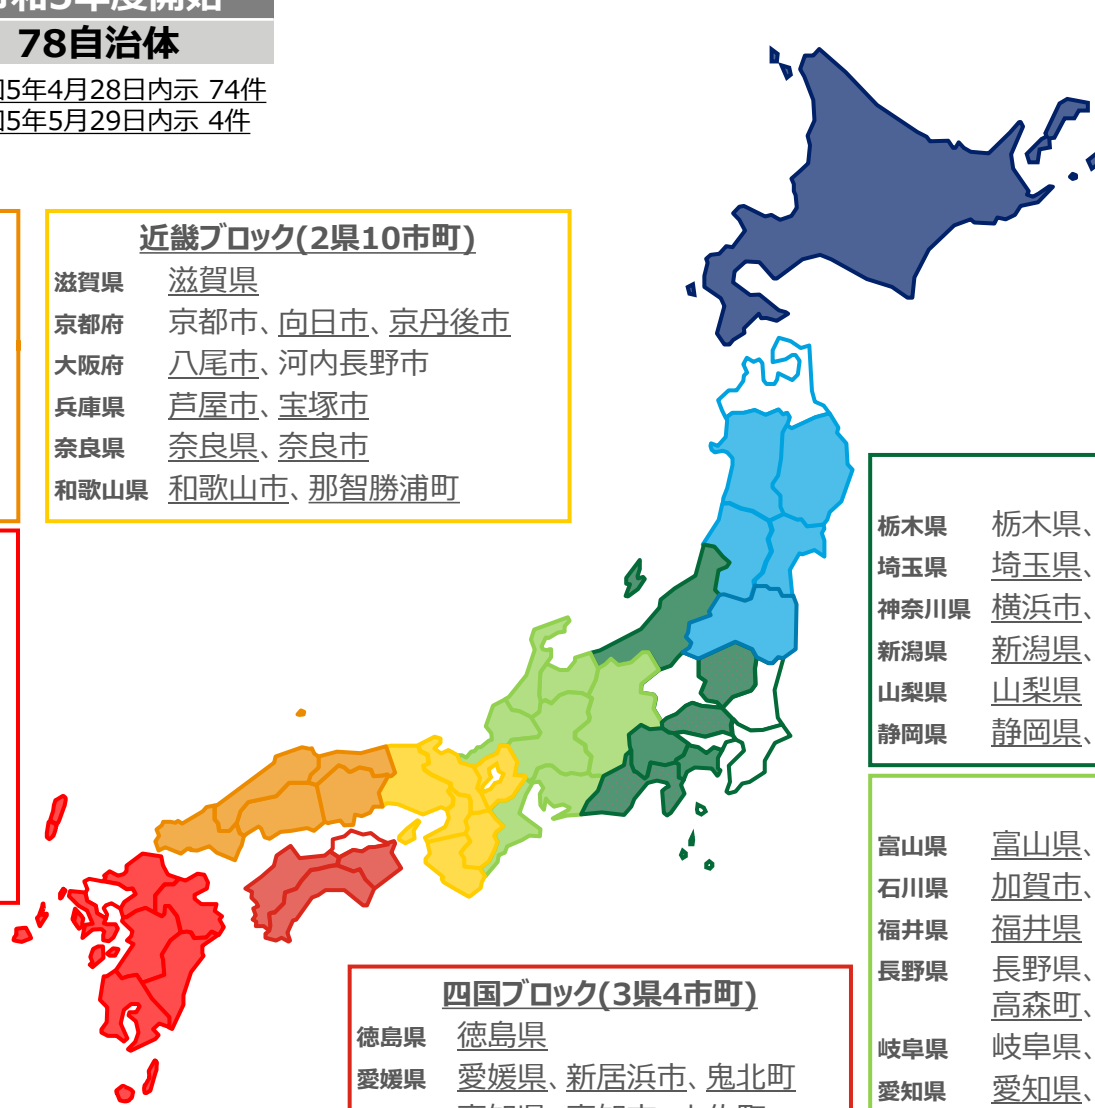 78自治体
5年4月28日内示 74件
5年5月29日内示 4件
近畿ブロック(2県10市町)
滋賀県 滋賀県
京都府 京都市、向日市、京丹後市
大阪府 八尾市、河内長野市
兵庫県 芦屋市、宝塚市
奈良県 奈良県、奈良市
和歌山県 和歌山市、那智勝浦町
栃木県 栃木県、
埼玉県 埼玉県、
神奈川県 横浜市、
新潟県 新潟県、
山梨県 山梨県
静岡県 静岡県、
富山県 富山県、
石川県 加賀市、
福井県 福井県
長野県 長野県、
高森町、
岐阜県 岐阜県、
愛知県 愛知県、
四国ブロック(3県4市町)
徳島県 徳島県
愛媛県 愛媛県、新居浜市、鬼北町